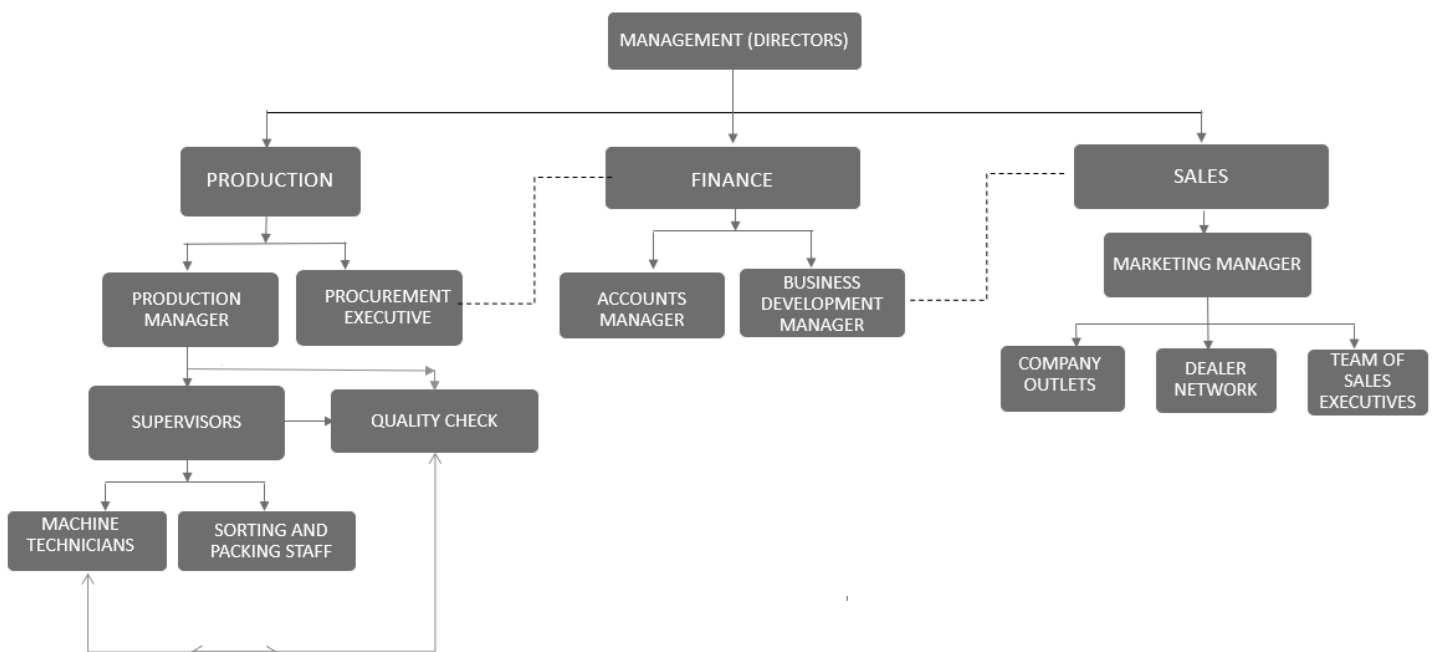 MANAGEMENT (DIRECTORS)
PRODUCTION
FINANCE
SALES
PRODUCTION
MANAGER
PROCUREMENT
EXECUTIVE
ACCOUNTS
MANAGER
BUSINESS
DEVELOPMENT
MANAGER
MARKETING MANAGER
COMPANY
OUTLETS
DEALER
NETWORK
TEAM OF
SALES
EXECUTIVES
SUPERVISORS
QUALITY CHECK
MACHINE
TECHNICIANS
SORTING AND
PACKING STAFF